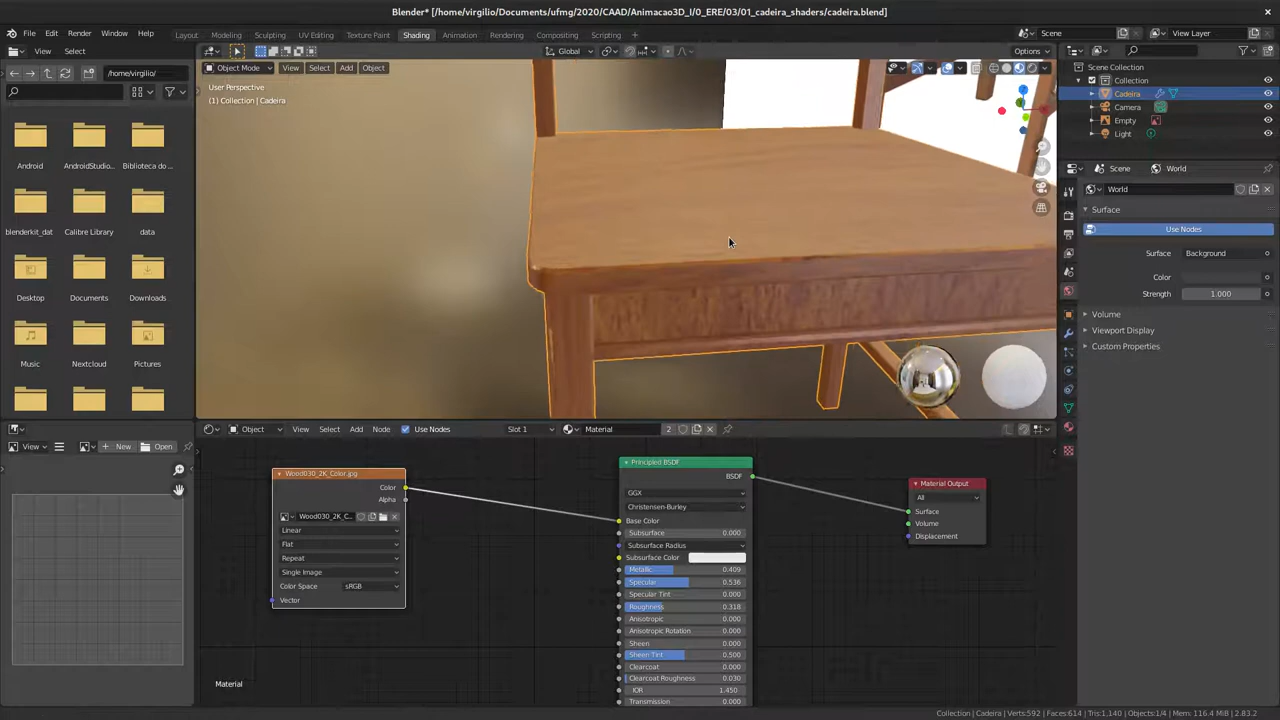 Blender* [/home/virgilio/Documents/ufmg/2020/CAAD/Animacao3D_I/0_ERE/03/01_cadeira_shaders/cadeira.blend]
File Edit Render Window Help
Layout Modeling Sculpting UV Editing Texture Paint Shading Animation Rendering Compositing Scripting
Scene View Layer
View Select
Global
Options
/home/virgilio/
Object Mode View Select Add Object
User Perspective
(1) Collection | Cadeira
Android AndroidStudio... Biblioteca do ...
blenderkit_dat Calibre Library data
Desktop Documents Downloads
Music Nextcloud Pictures
Scene Collection
Collection
Cadeira
Camera
Empty
Light
Scene World
World
Surface
Use Nodes
Surface Background
Color
Strength 1.000
Volume
Viewport Display
Custom Properties
View New Open
Object View Select Add Node Use Nodes Slot 1 Material 2
Wood030_2K_Color.jpg
Color
Alpha
Wood030_2K_C...
Linear
Flat
Repeat
Single Image
Color Space sRGB
Vector
Principled BSDF
BSDF
GGX
Christensen-Burley
Base Color
Subsurface 0.000
Subsurface Radius
Subsurface Color
Metallic 0.409
Specular 0.536
Specular Tint 0.000
Roughness 0.318
Anisotropic 0.000
Anisotropic Rotation 0.000
Sheen 0.000
Sheen Tint 0.500
Clearcoat 0.000
Clearcoat Roughness 0.030
IOR 1.450
Transmission 0.000
Material Output
All
Surface
Volume
Displacement
Material
Collection | Cadeira | Verts:592 | Faces:614 | Tris:1,140 | Objects:1/4 | Mem: 116.4 MiB | 2.83.2